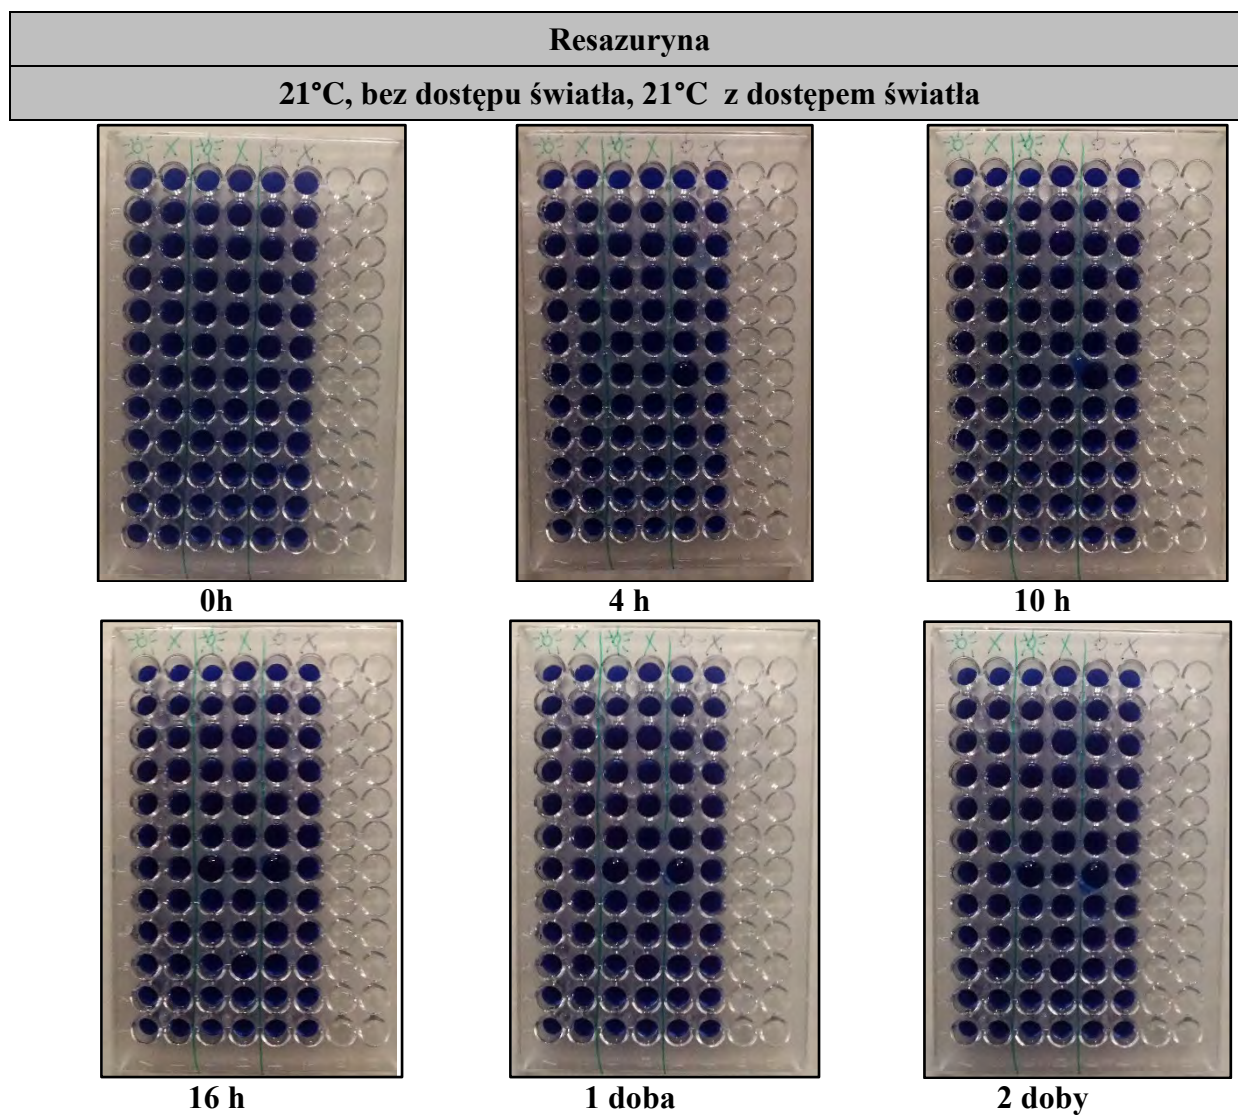 Resazuryna
21°C, bez dostępu światła, 21°C z dostępem światła
X X - X
X X - X
X X - X
0h
4 h
10 h
X X - X
X X - X
X X - X
16 h
1 doba
2 doby